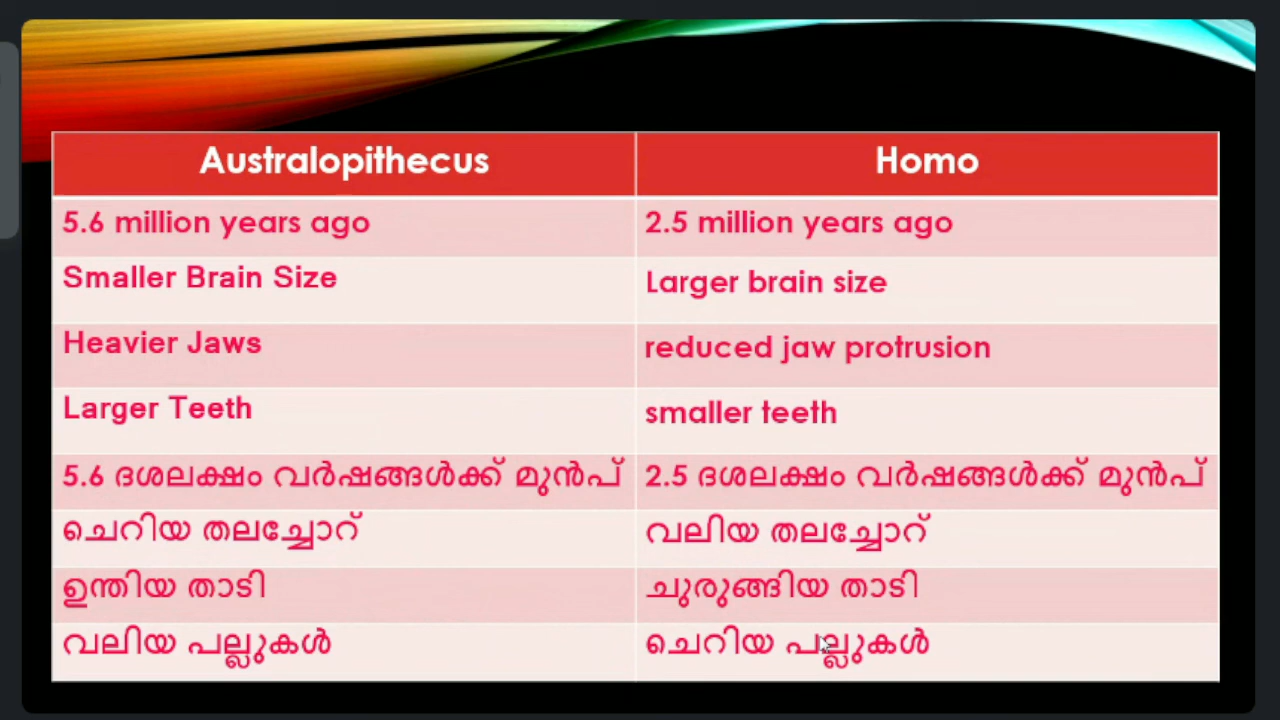 Australopithecus Homo
5.6 million years ago 2.5 million years ago
Smaller Brain Size Larger brain size
Heavier Jaws reduced jaw protrusion
Larger Teeth smaller teeth
5.6 ദശലക്ഷം വർഷങ്ങൾക്ക് മുൻപ് 2.5 ദശലക്ഷം വർഷങ്ങൾക്ക് മുൻപ്
ചെറിയ തലച്ചോറ് വലിയ തലച്ചോറ്
ഉന്തിയ താടി ചുരുങ്ങിയ താടി
വലിയ പല്ലുകൾ ചെറിയ പല്ലുകൾ